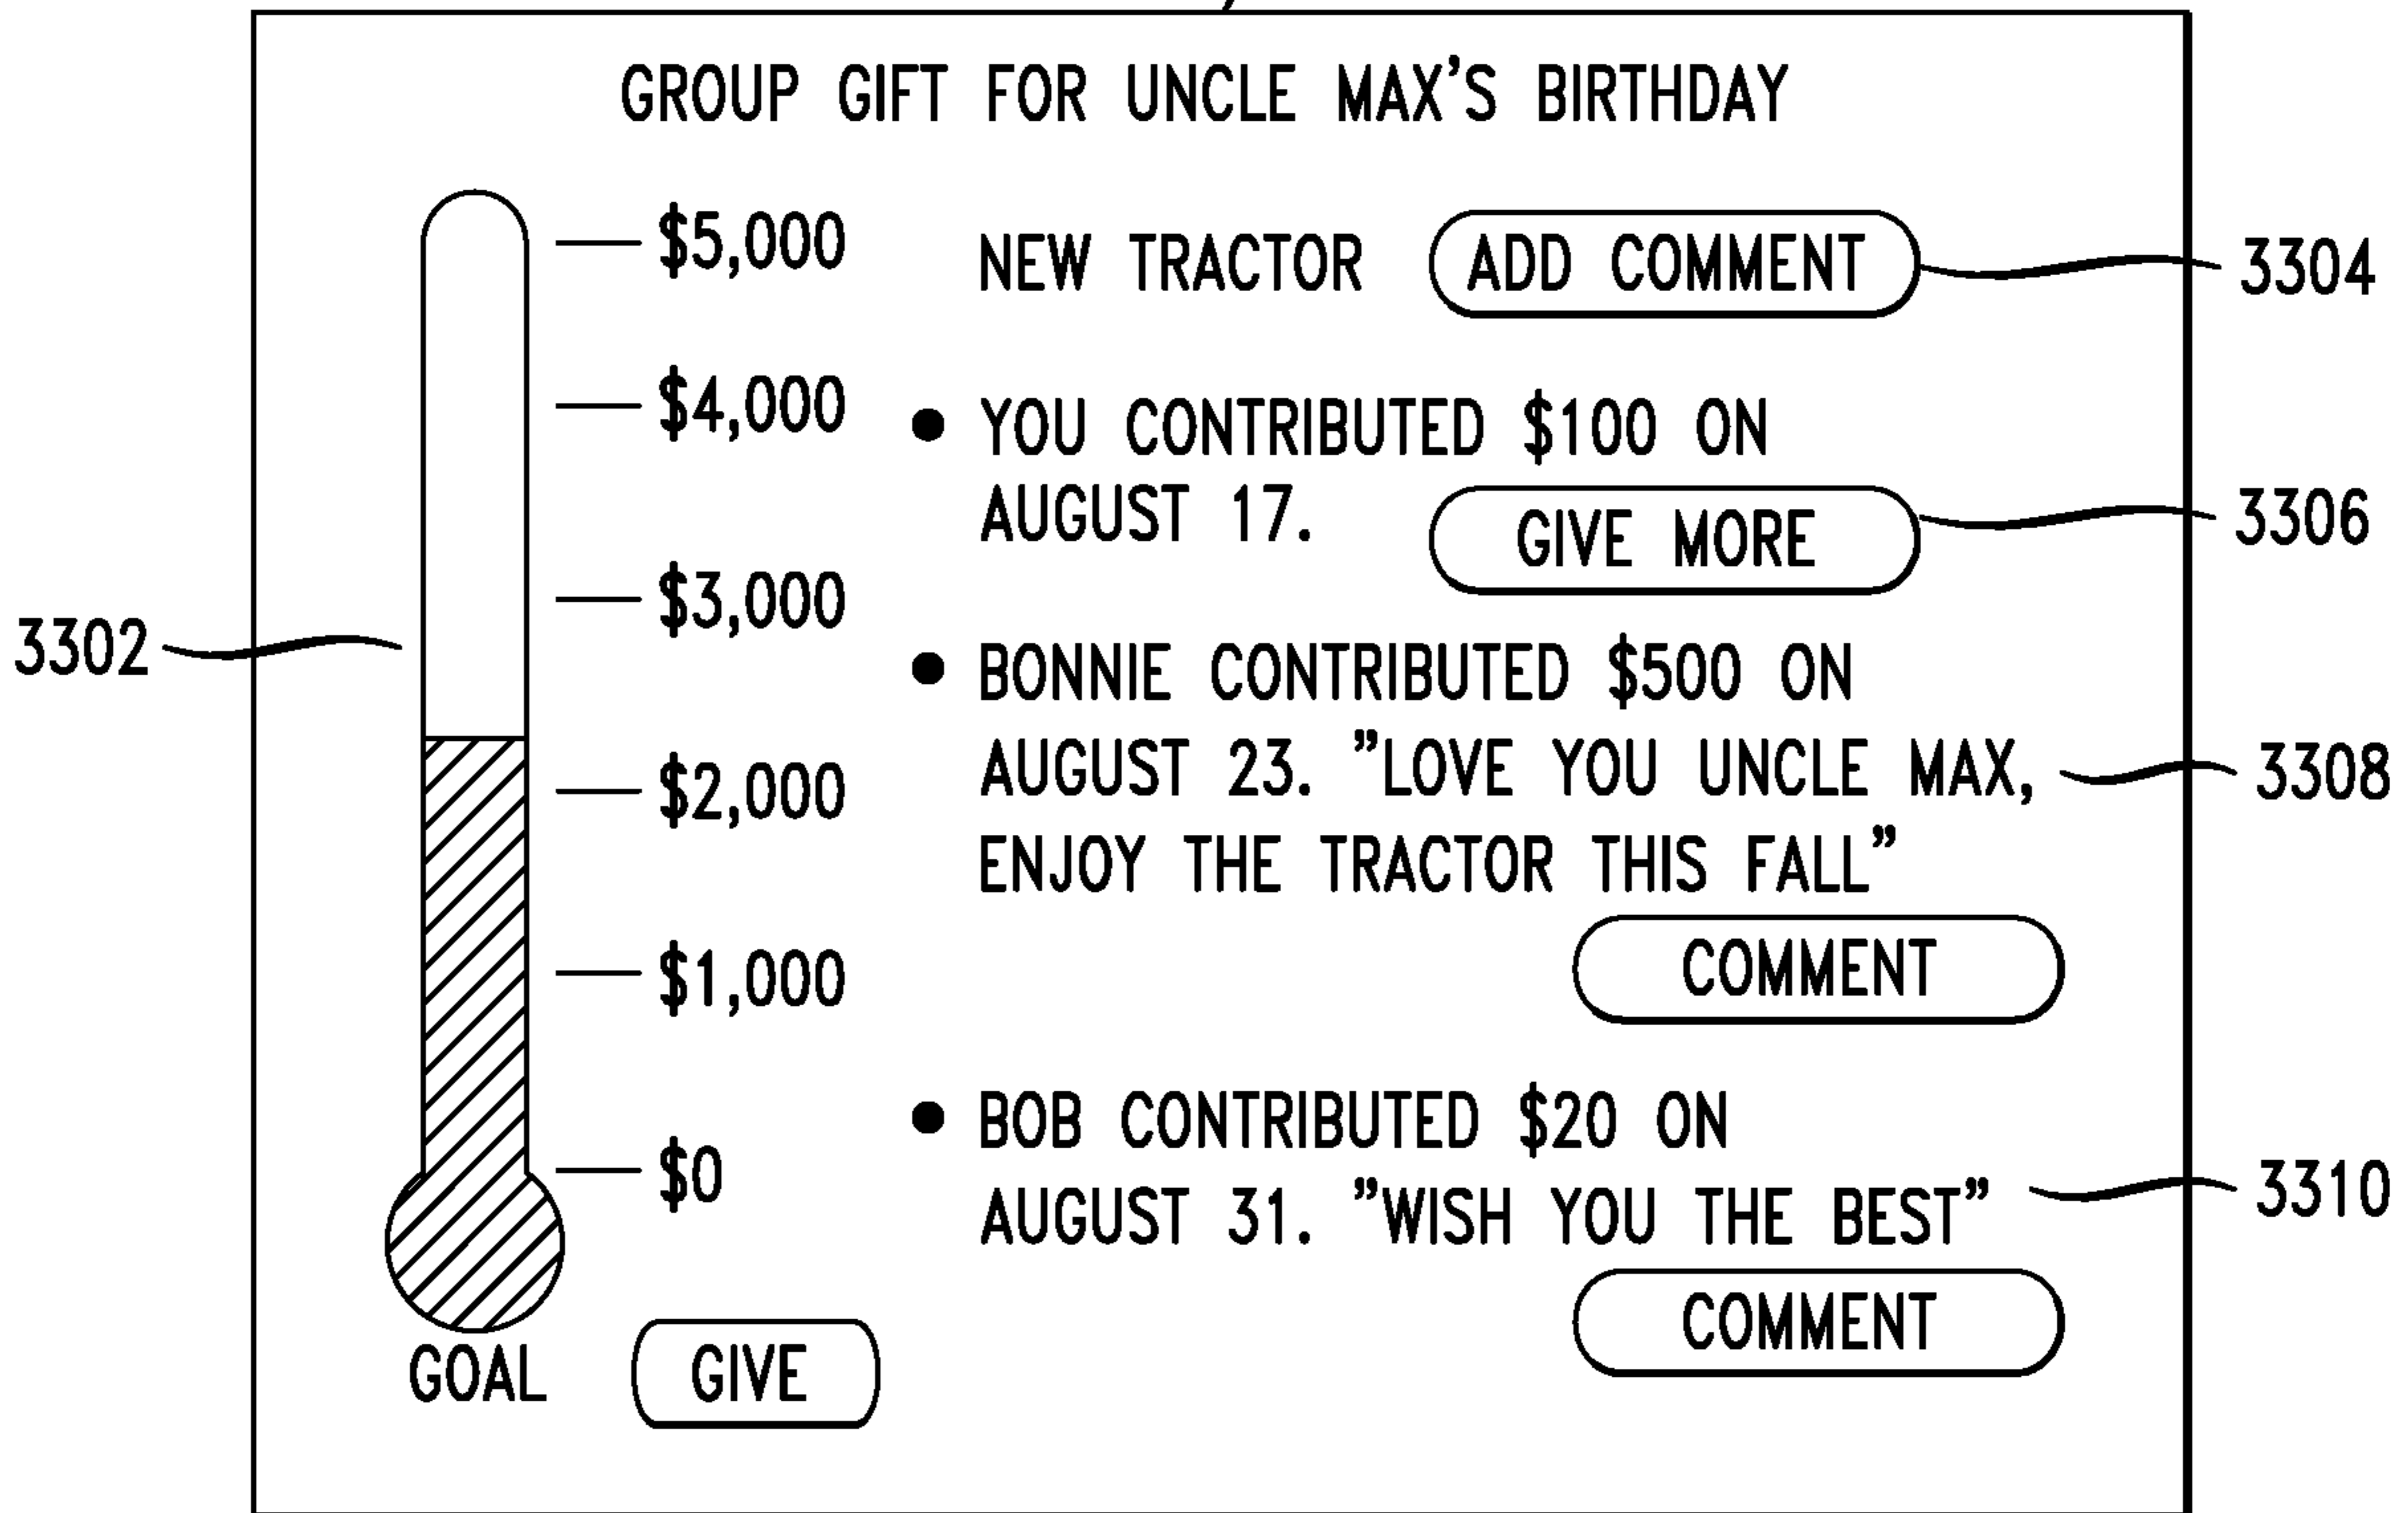 GROUP GIFT FOR UNCLE MAX'S BIRTHDAY
$5,000
$4,000
$3,000
$2,000
$1,000
$0
GOAL
GIVE
3302
NEW TRACTOR
ADD COMMENT
3304
● YOU CONTRIBUTED $100 ON
AUGUST 17.
GIVE MORE
3306
● BONNIE CONTRIBUTED $500 ON
AUGUST 23. ”LOVE YOU UNCLE MAX,
3308
ENJOY THE TRACTOR THIS FALL”
COMMENT
● BOB CONTRIBUTED $20 ON
AUGUST 31. ”WISH YOU THE BEST”
3310
COMMENT